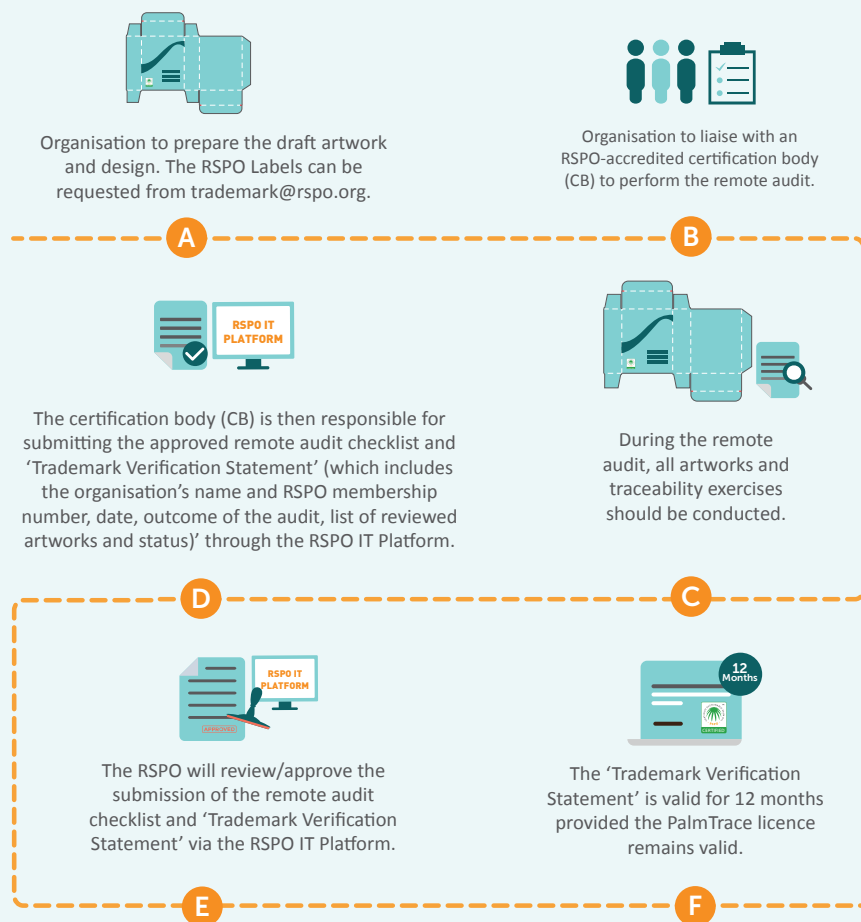 Organisation to prepare the draft artwork
and design. The RSPO Labels can be
requested from trademark@rspo.org.
A
Organisation to liaise with an
RSPO-accredited certification body
(CB) to perform the remote audit.
B
During the remote
audit, all artworks and
traceability exercises
should be conducted.
C
RSPO IT
PLATFORM
The certification body (CB) is then responsible for
submitting the approved remote audit checklist and
‘Trademark Verification Statement’ (which includes
the organisation’s name and RSPO membership
number, date, outcome of the audit, list of reviewed
artworks and status)’ through the RSPO IT Platform.
D
RSPO IT
PLATFORM
APPROVED
The RSPO will review/approve the
submission of the remote audit
checklist and ‘Trademark Verification
Statement’ via the RSPO IT Platform.
E
12
Months
CERTIFIED
The ‘Trademark Verification
Statement’ is valid for 12 months
provided the PalmTrace licence
remains valid.
F